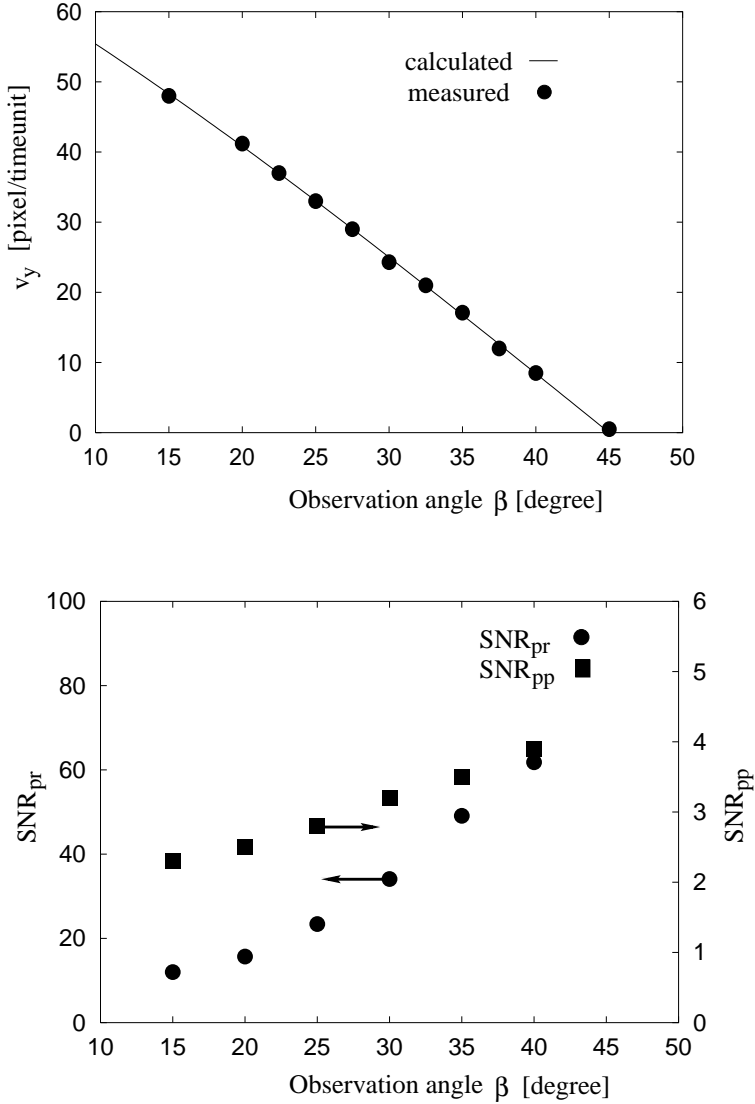 60
50
40
30
20
10
0
v_y [pixel/timeunit]
calculated
measured
10 15 20 25 30 35 40 45 50
Observation angle β [degree]
100
80
60
40
20
0
SNR_pr
SNR_pr
SNR_pp
6
5
4
3
2
1
0
SNR_pp
10 15 20 25 30 35 40 45 50
Observation angle β [degree]